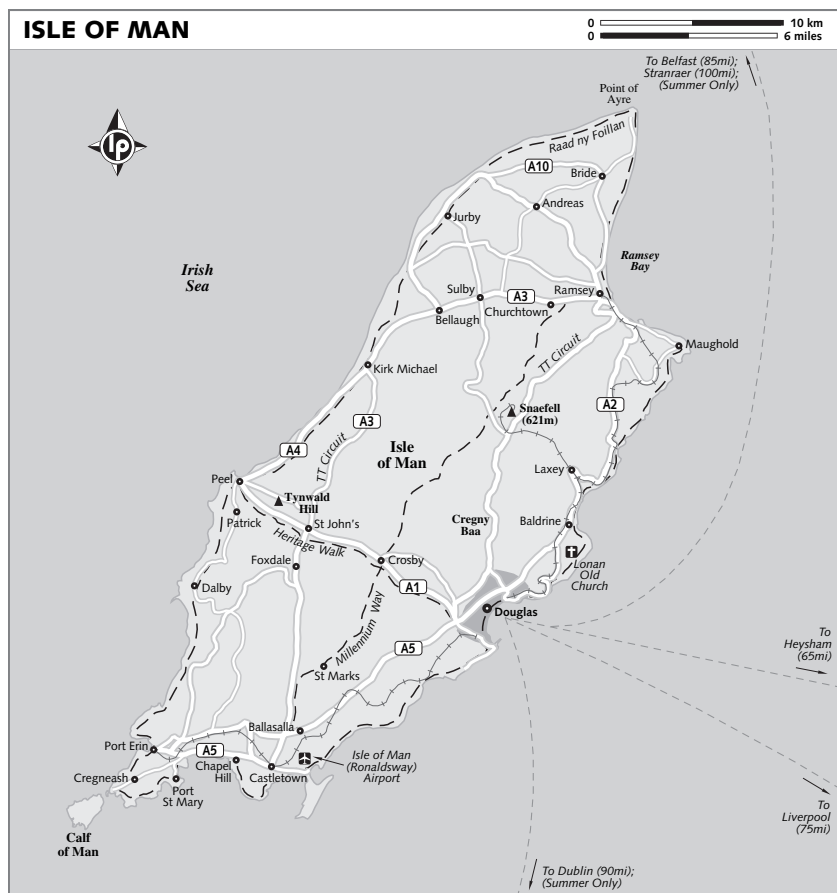 ISLE OF MAN
0 10 km
0 6 miles
To Belfast (85mi);
Stranraer (100mi);
(Summer Only)
Point of
Ayre
lp
Raad ny Foillan
A10
Bride
Andreas
Jurby
Irish
Sea
Ramsey
Bay
Sulby
A3
Ramsey
Churchtown
Bellaugh
TT Circuit
Maughold
Kirk Michael
Snaefell
(621m)
A2
A3
A4
TT Circuit
Isle
of Man
Laxey
Peel
Tynwald
Hill
Patrick
St John's
Cregny
Baa
Baldrine
Heritage Walk
Foxdale
Crosby
Lonan
Old
Church
Dalby
A1
Douglas
Millennium Way
A5
To
Heysham
(65mi)
St Marks
Ballasalla
Port Erin
A5
Isle of Man
(Ronaldsway)
Airport
Chapel
Hill
Cregneash
Castletown
Port
St Mary
To
Liverpool
(75mi)
Calf
of Man
To Dublin (90mi);
(Summer Only)